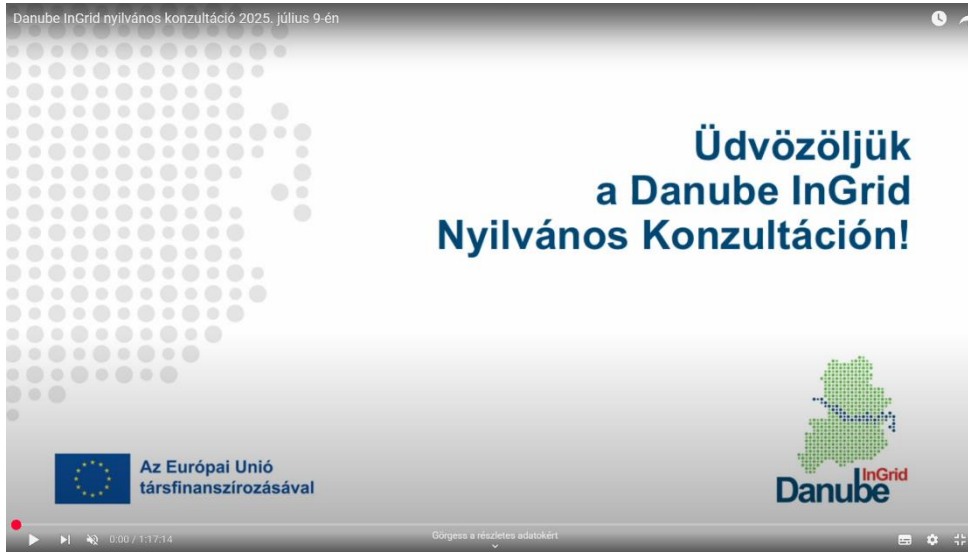 Danube InGrid nyilvános konzultáció 2025. július 9-én
Üdvözöljük
a Danube InGrid
Nyilvános Konzultáción!
Az Európai Unió
társfinanszírozásával
Danube InGrid
0:00 / 1:17:14
Görgess a részletes adatokért